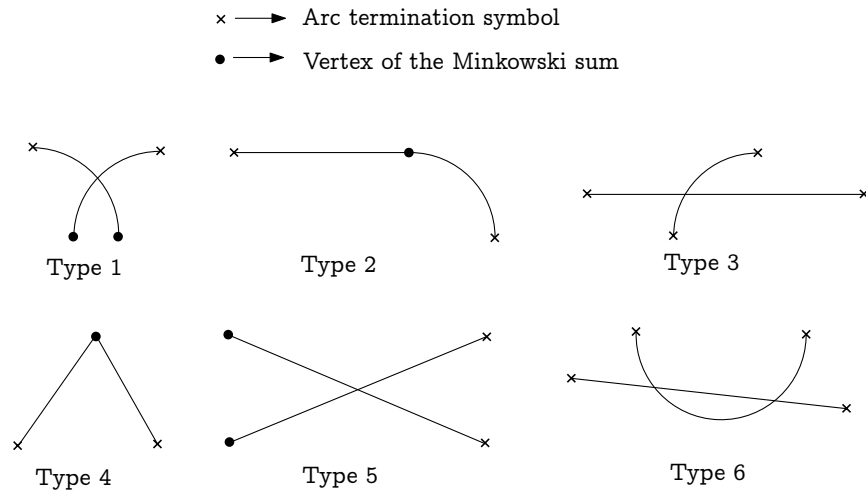 Arc termination symbol
Vertex of the Minkowski sum
Type 1
Type 2
Type 3
Type 4
Type 5
Type 6